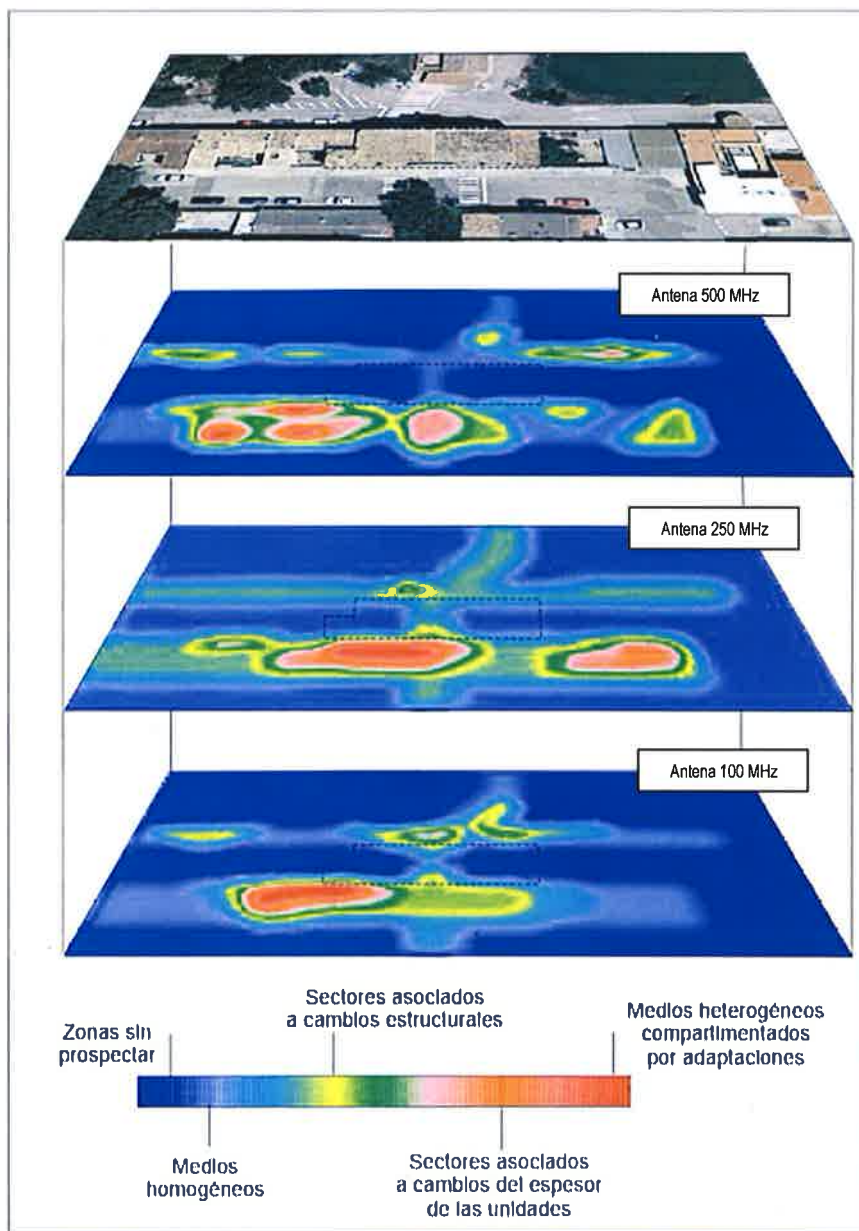 Antena 500 MHz
Antena 250 MHz
Antena 100 MHz
Sectores asociados
a cambios estructurales
Zonas sin
prospectar
Medios heterogéneos
compartimentados
por adaptaciones
Medios
homogéneos
Sectores asociados
a cambios del espesor
de las unidades